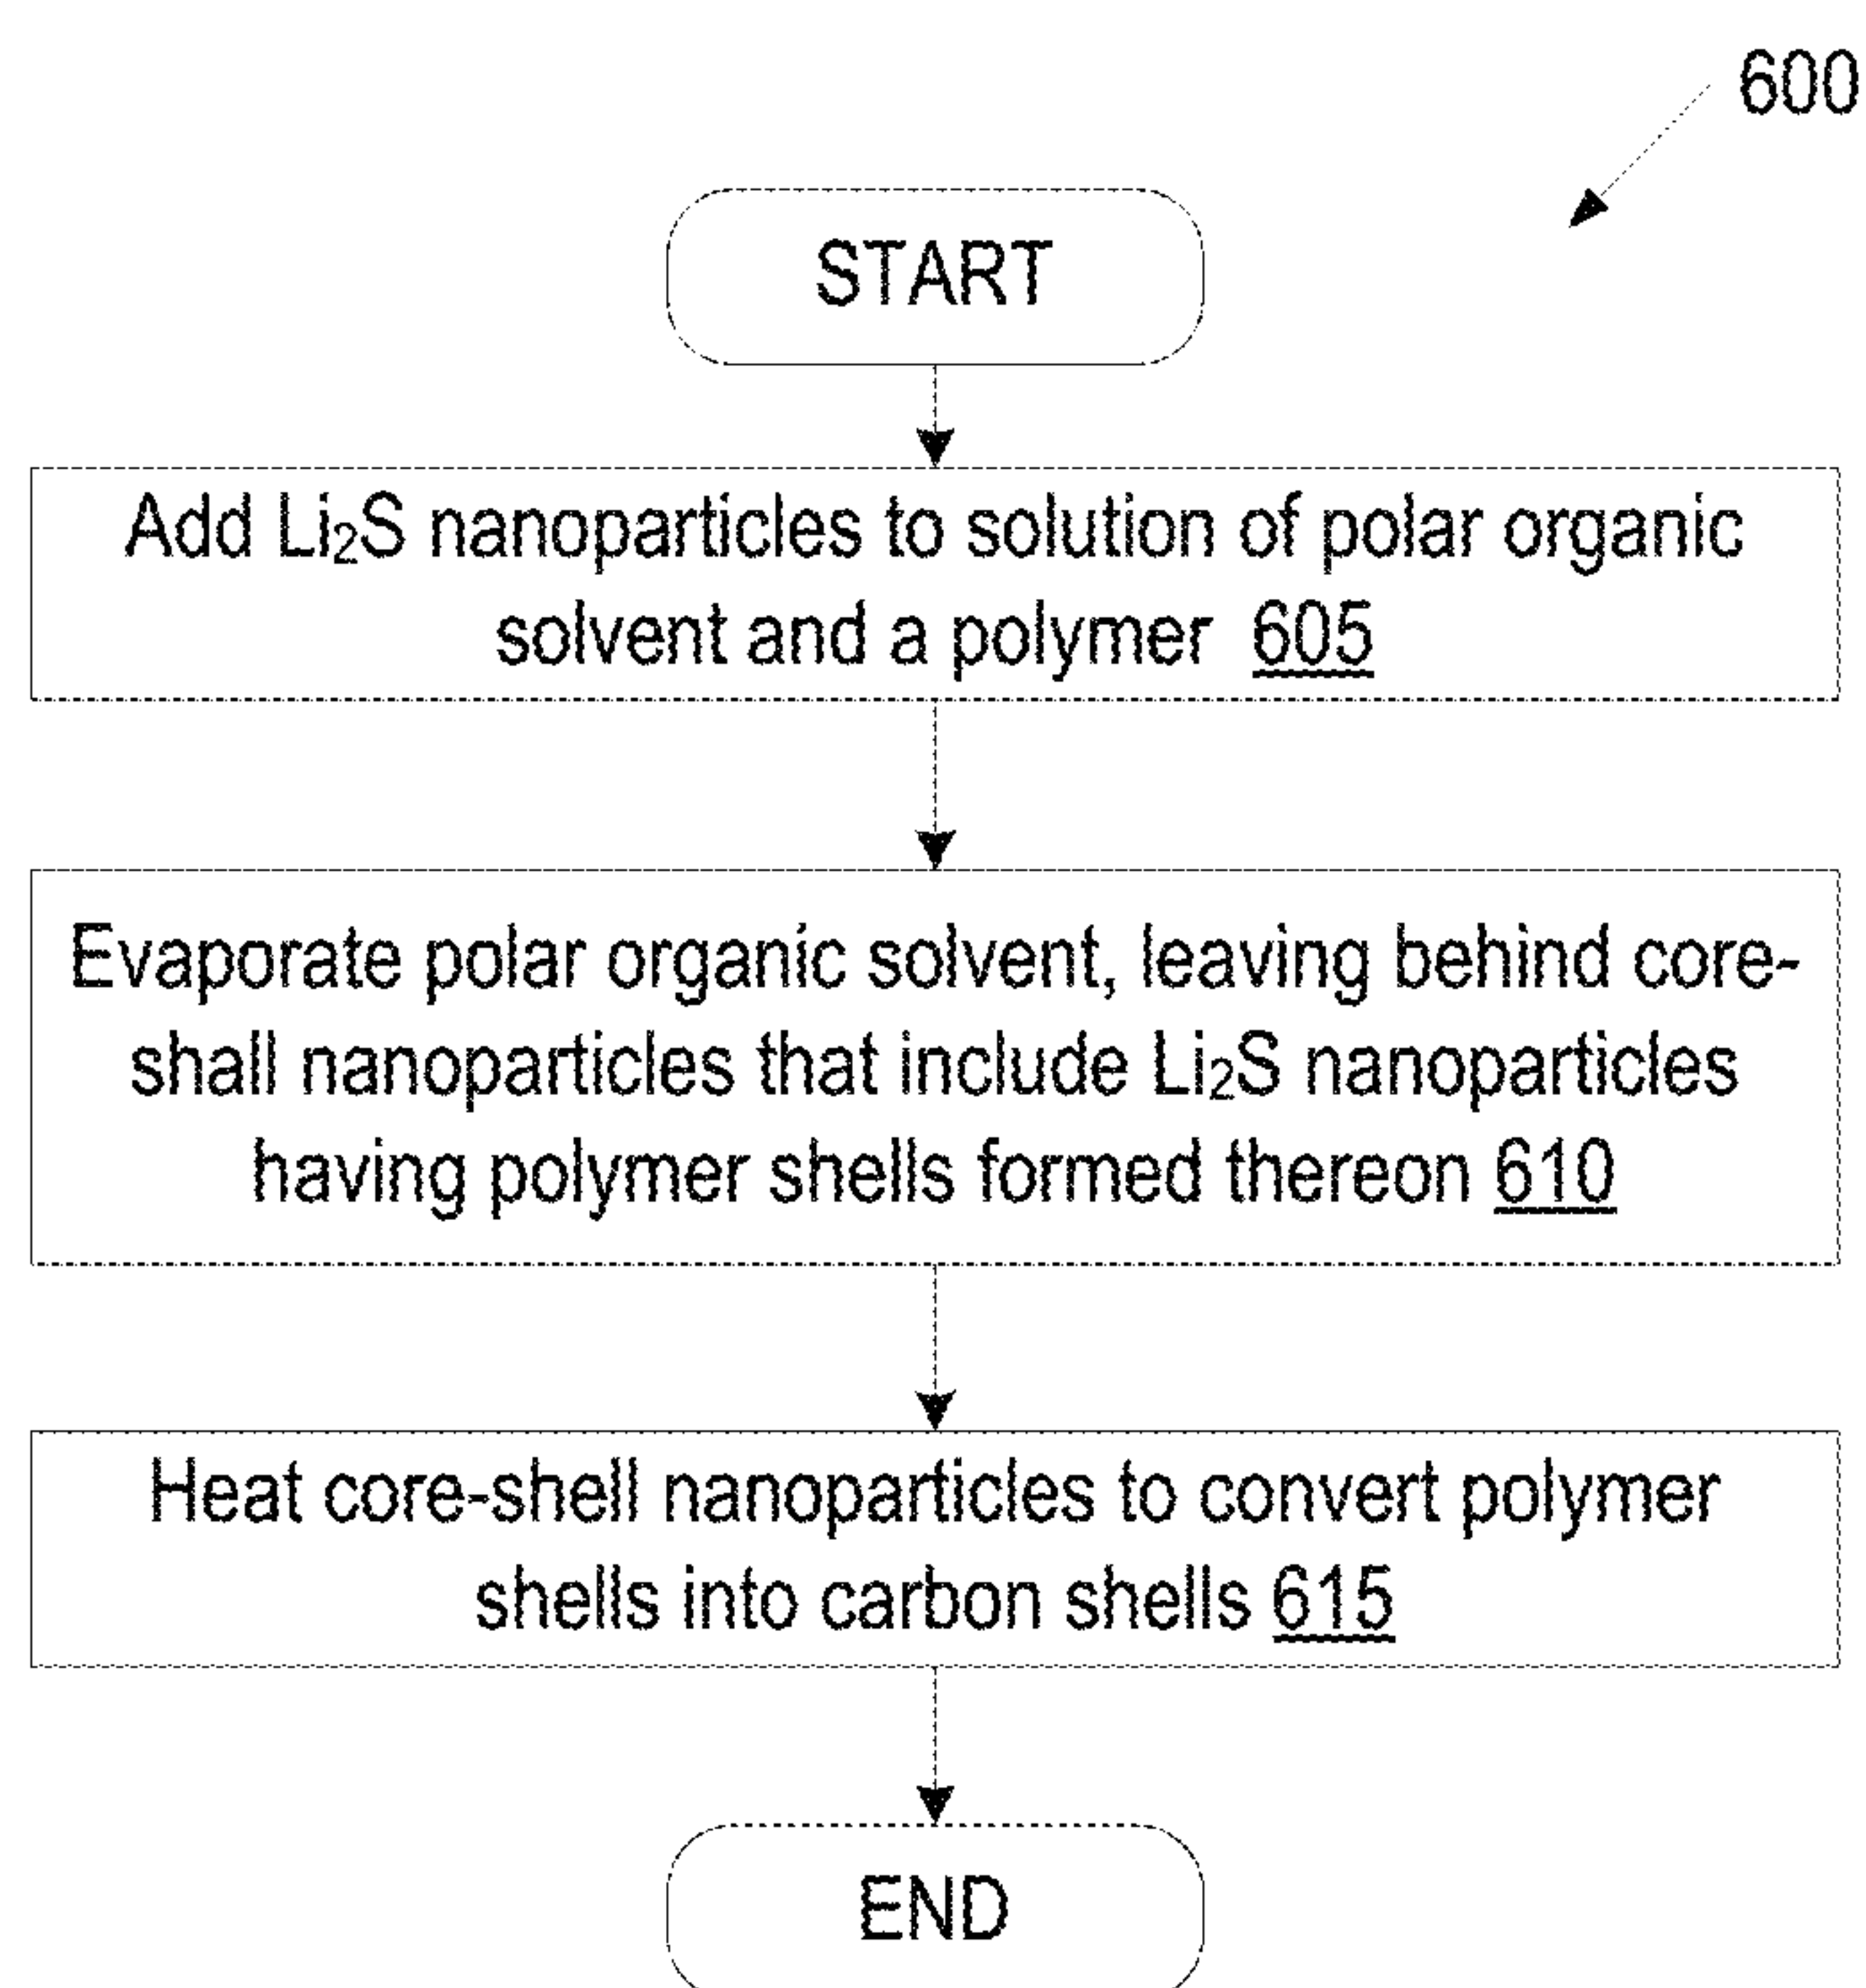 600
START
Add Li₂S nanoparticles to solution of polar organic
solvent and a polymer 605
Evaporate polar organic solvent, leaving behind core-
shall nanoparticles that include Li₂S nanoparticles
having polymer shells formed thereon 610
Heat core-shell nanoparticles to convert polymer
shells into carbon shells 615
END